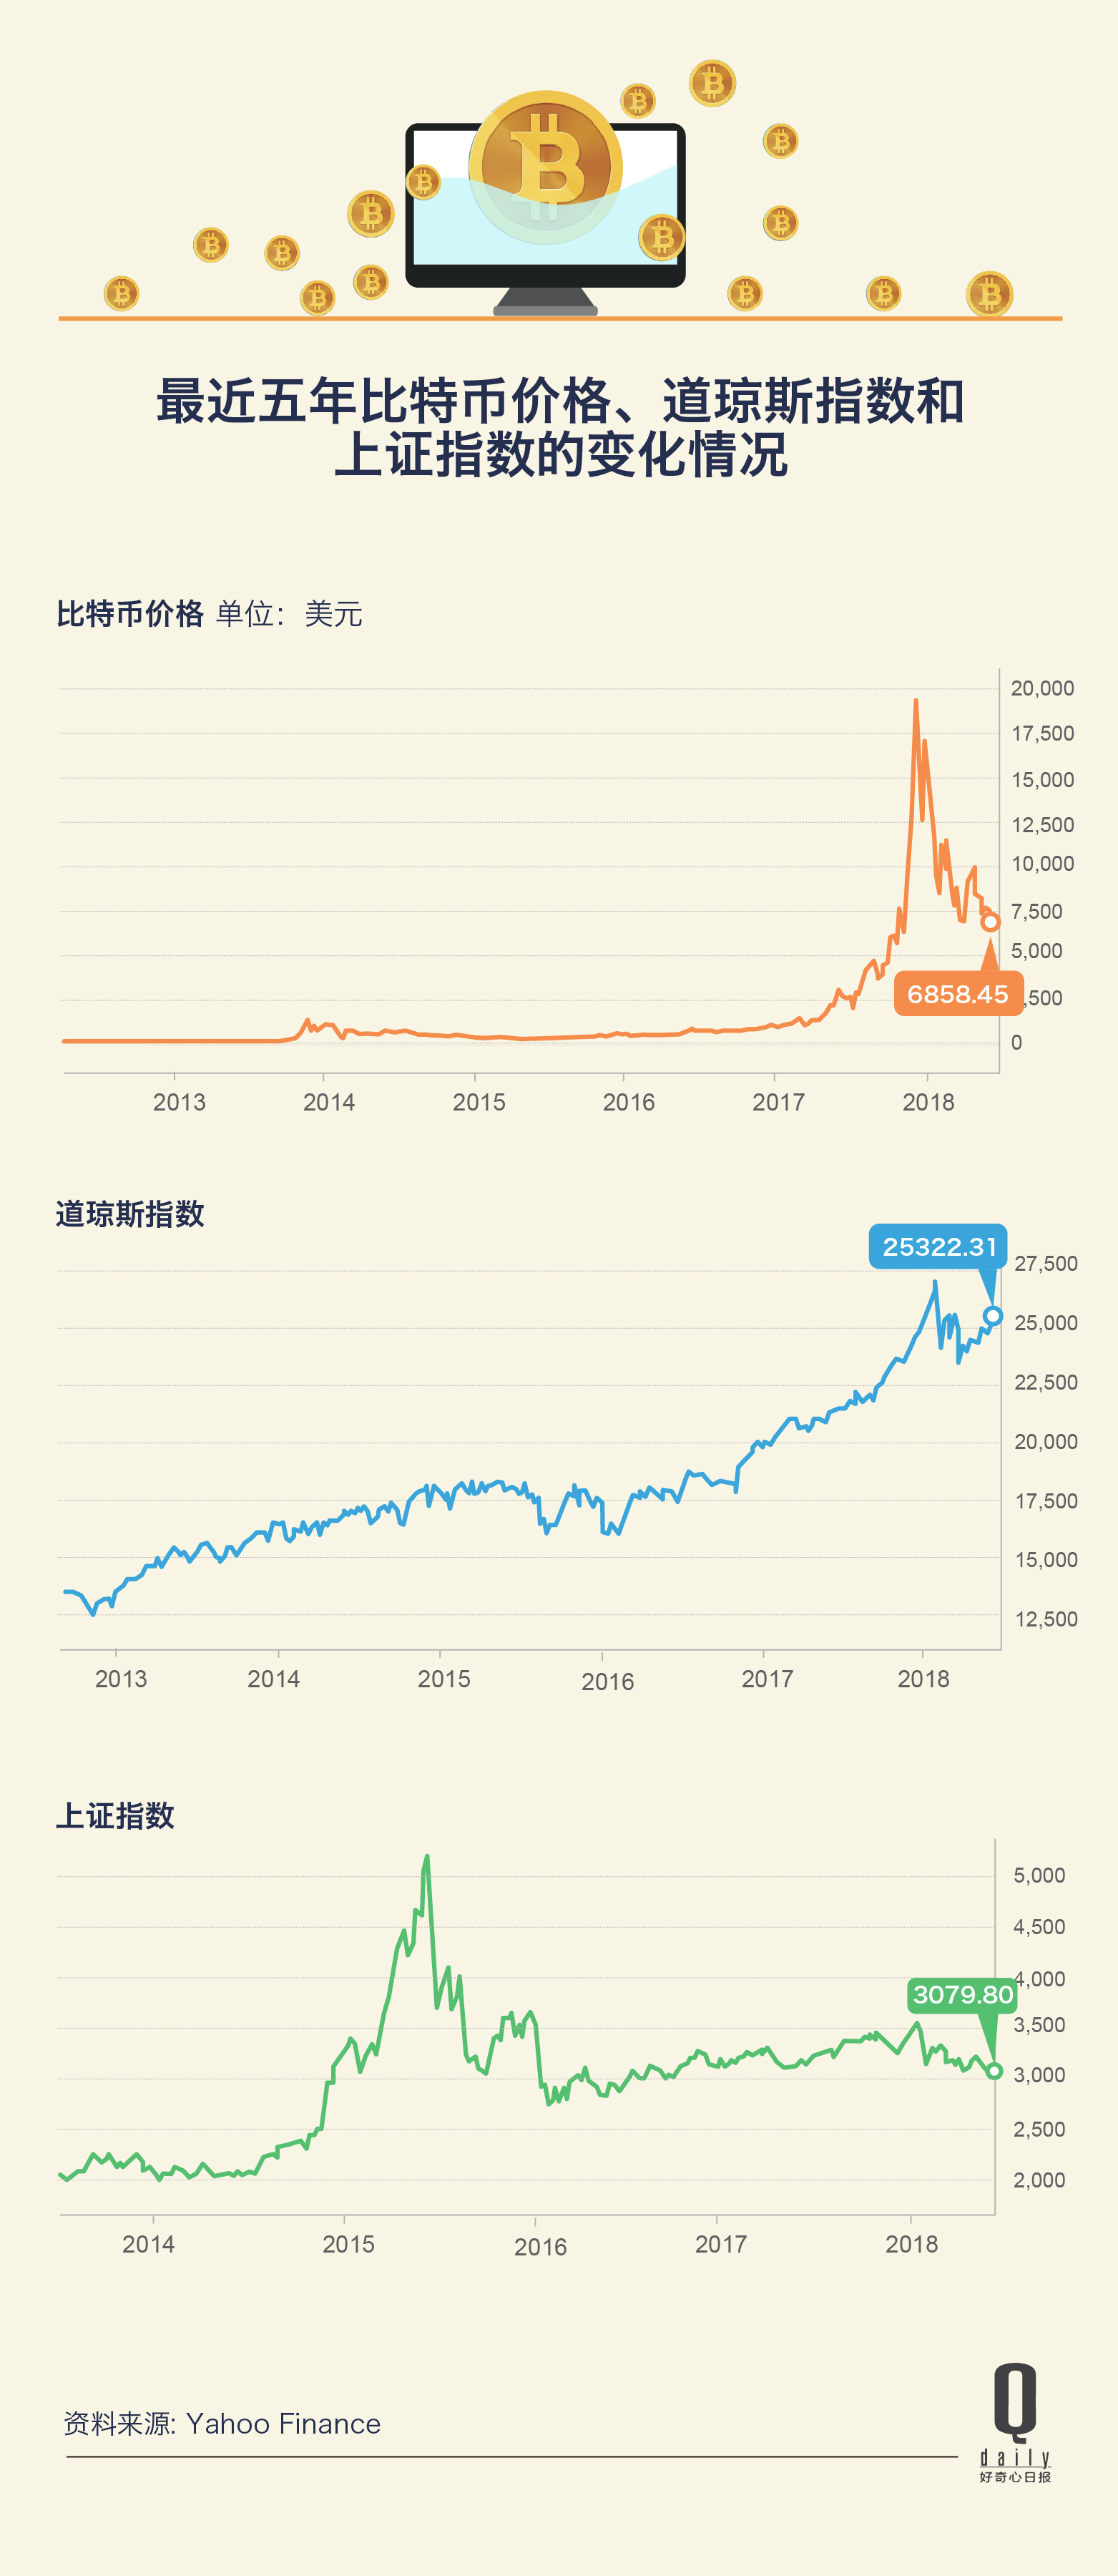 最近五年比特币价格、道琼斯指数和
上证指数的变化情况
比特币价格 单位：美元
20,000
17,500
15,000
12,500
10,000
7,500
5,000
,500
0
6858.45
2013 2014 2015 2016 2017 2018
道琼斯指数
25322.31
27,500
25,000
22,500
20,000
17,500
15,000
12,500
2013 2014 2015 2016 2017 2018
上证指数
5,000
4,500
4,000
3079.80
3,500
3,000
2,500
2,000
2014 2015 2016 2017 2018
资料来源: Yahoo Finance
Q
daily
好奇心日报